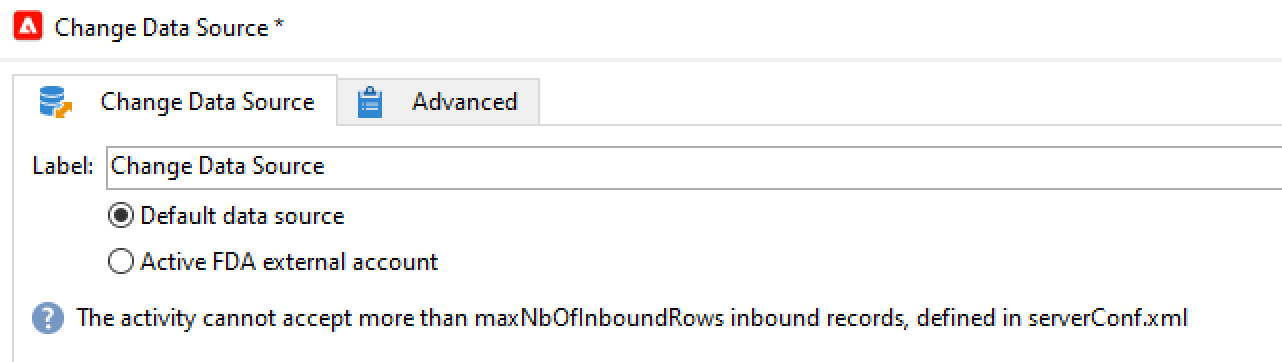 Change Data Source *
Change Data Source Advanced
Label: Change Data Source
Default data source
Active FDA external account
The activity cannot accept more than maxNbOfInboundRows inbound records, defined in serverConf.xml